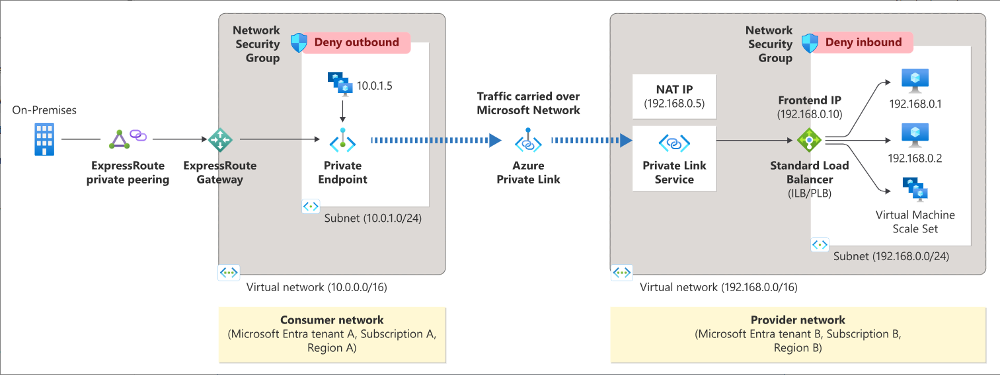 On-Premises
ExpressRoute
private peering
ExpressRoute
Gateway
Network
Security
Group
Deny outbound
10.0.1.5
Private
Endpoint
Subnet (10.0.1.0/24)
Virtual network (10.0.0.0/16)
Consumer network
(Microsoft Entra tenant A, Subscription A,
Region A)
Traffic carried over
Microsoft Network
Azure
Private Link
Network
Security
Group
Deny inbound
NAT IP
(192.168.0.5)
Private Link
Service
Frontend IP
(192.168.0.10)
Standard Load
Balancer
(ILB/PLB)
192.168.0.1
192.168.0.2
Virtual Machine
Scale Set
Subnet (192.168.0.0/24)
Virtual network (192.168.0.0/16)
Provider network
(Microsoft Entra tenant B, Subscription B,
Region B)